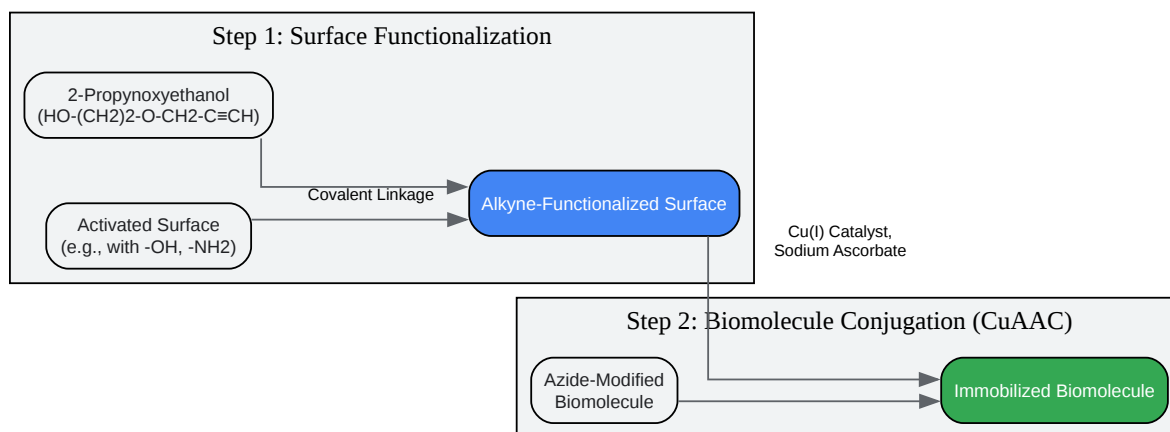 Step 1: Surface Functionalization
2-Propynoxyethanol
(HO-(CH2)2-O-CH2-C≡CH)
Covalent Linkage
Alkyne-Functionalized Surface
Activated Surface
(e.g., with -OH, -NH2)
Cu(I) Catalyst,
Sodium Ascorbate
Step 2: Biomolecule Conjugation (CuAAC)
Azide-Modified
Biomolecule
Immobilized Biomolecule